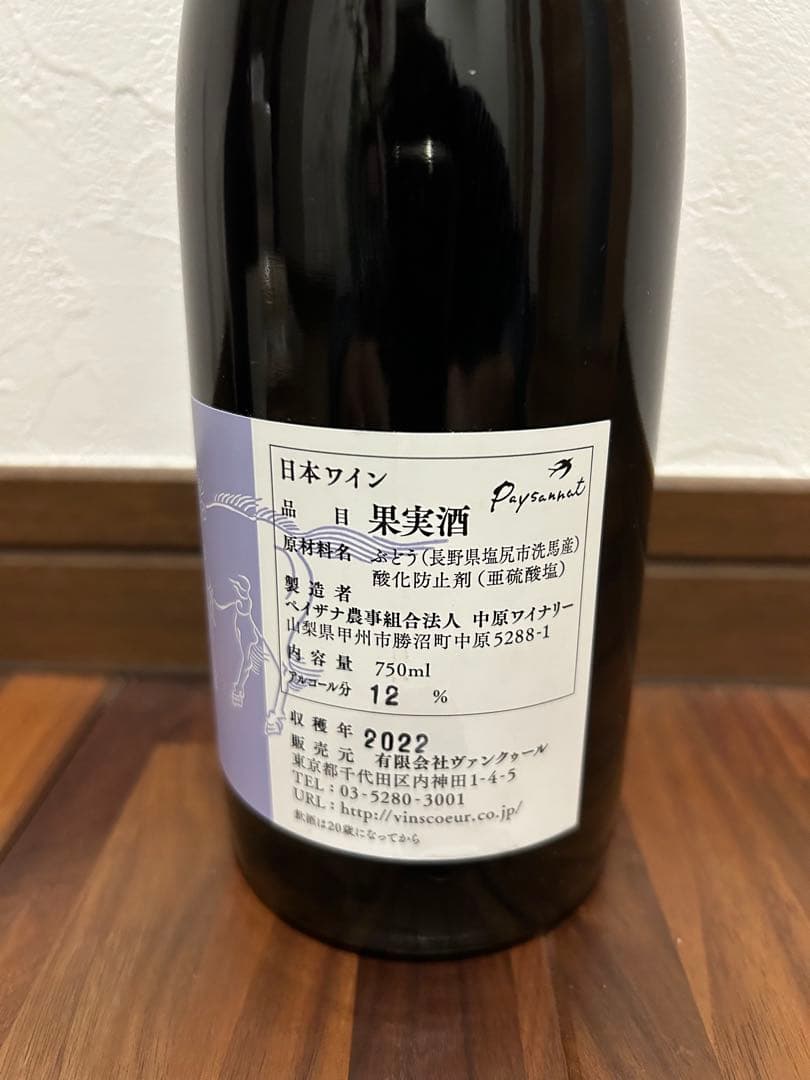 日本ワイン
Paysannat
品目 果実酒
原材料名 ぶどう(長野県塩尻市洗馬産)
酸化防止剤(亜硫酸塩)
製造者
ペイザナ農事組合法人 中原ワイナリー
山梨県甲州市勝沼町中原5288-1
内容量 750ml
アルコール分 12 %
収穫年 2022
販売元 有限会社ヴァンクゥール
東京都千代田区内神田1-4-5
TEL:03-5280-3001
URL:http://vinscoeur.co.jp/
飲酒は20歳になってから